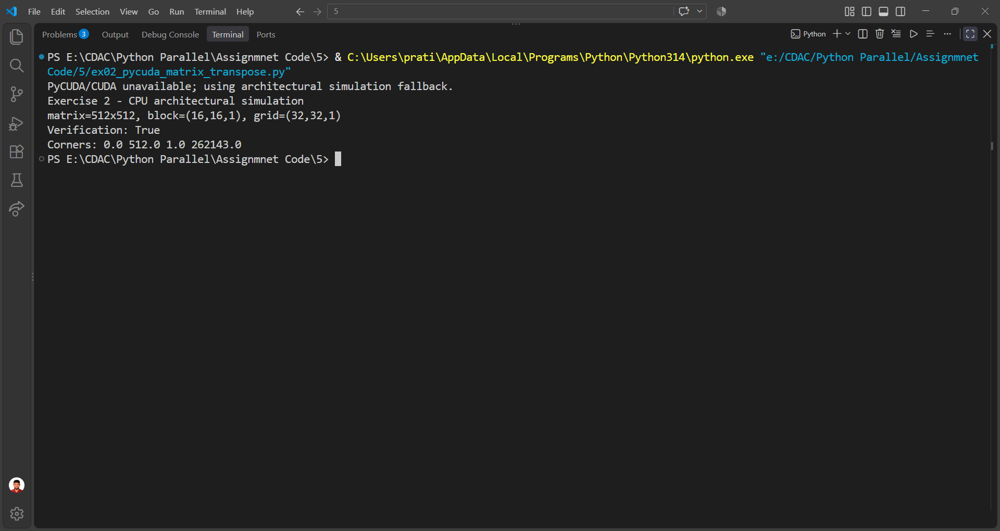 File Edit Selection View Go Run Terminal Help 5
Problems 3 Output Debug Console Terminal Ports Python
PS E:\CDAC\Python Parallel\Assignmnet Code\5> & C:\Users\prati\AppData\Local\Programs\Python\Python314\python.exe "e:/CDAC/Python Parallel/Assignmnet
Code/5/ex02_pycuda_matrix_transpose.py"
PyCUDA/CUDA unavailable; using architectural simulation fallback.
Exercise 2 - CPU architectural simulation
matrix=512x512, block=(16,16,1), grid=(32,32,1)
Verification: True
Corners: 0.0 512.0 1.0 262143.0
PS E:\CDAC\Python Parallel\Assignmnet Code\5>